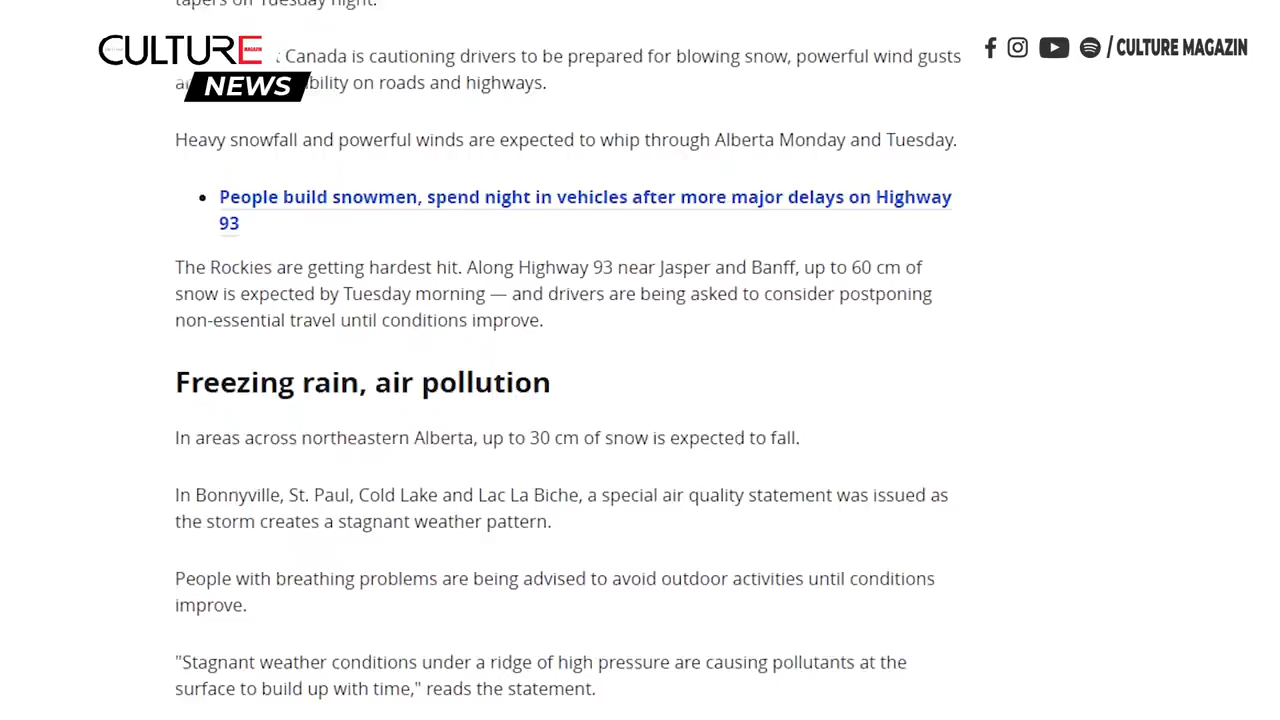 tapers off Tuesday night.
CULTURE MAGAZIN
NEWS
/ CULTURE MAGAZIN
Canada is cautioning drivers to be prepared for blowing snow, powerful wind gusts
on roads and highways.
Heavy snowfall and powerful winds are expected to whip through Alberta Monday and Tuesday.
• People build snowmen, spend night in vehicles after more major delays on Highway
93
The Rockies are getting hardest hit. Along Highway 93 near Jasper and Banff, up to 60 cm of
snow is expected by Tuesday morning — and drivers are being asked to consider postponing
non-essential travel until conditions improve.
Freezing rain, air pollution
In areas across northeastern Alberta, up to 30 cm of snow is expected to fall.
In Bonnyville, St. Paul, Cold Lake and Lac La Biche, a special air quality statement was issued as
the storm creates a stagnant weather pattern.
People with breathing problems are being advised to avoid outdoor activities until conditions
improve.
"Stagnant weather conditions under a ridge of high pressure are causing pollutants at the
surface to build up with time," reads the statement.